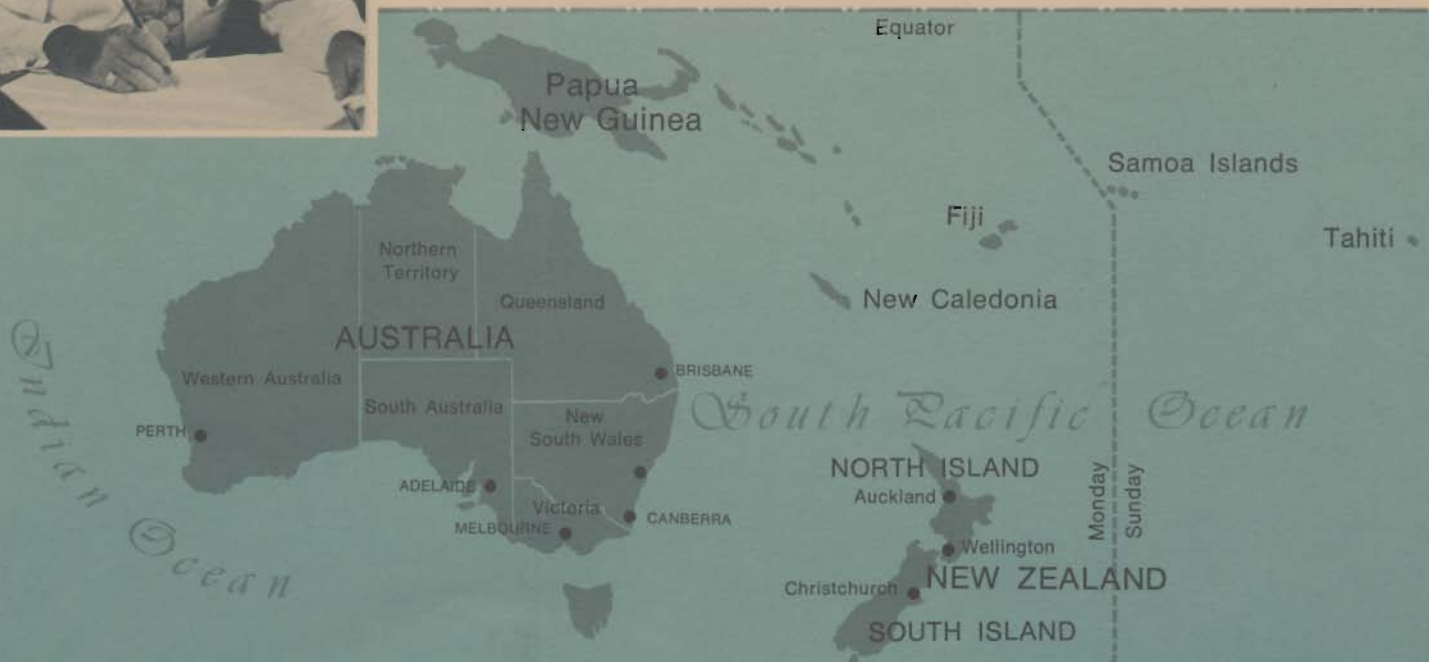 Equator
Papua
New Guinea
Samoa Islands
Fiji
Tahiti
Northern
Territory
Queensland
New Caledonia
AUSTRALIA
BRISBANE
Western Australia
South Australia
New
South Wales
PERTH
Indian Ocean
South Pacific Ocean
NORTH ISLAND
Auckland
ADELAIDE
Victoria
CANBERRA
MELBOURNE
Monday
Sunday
Wellington
NEW ZEALAND
Christchurch
SOUTH ISLAND